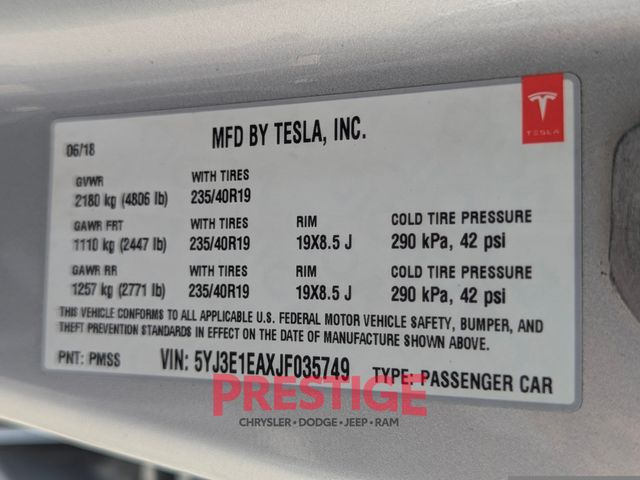 06/18
MFD BY TESLA, INC.
TESLA
GVWR WITH TIRES
2180 kg (4806 lb) 235/40R19
GAWR FRT WITH TIRES RIM COLD TIRE PRESSURE
1110 kg (2447 lb) 235/40R19 19X8.5 J 290 kPa, 42 psi
GAWR RR WITH TIRES RIM COLD TIRE PRESSURE
1257 kg (2771 lb) 235/40R19 19X8.5 J 290 kPa, 42 psi
THIS VEHICLE CONFORMS TO ALL APPLICABLE U.S. FEDERAL MOTOR VEHICLE SAFETY, BUMPER, AND
THEFT PREVENTION STANDARDS IN EFFECT ON THE DATE OF MANUFACTURE SHOWN ABOVE.
PNT: PMSS VIN: 5YJ3E1EAXJF035749 TYPE: PASSENGER CAR
PRESTIGE
CHRYSLER • DODGE • JEEP • RAM